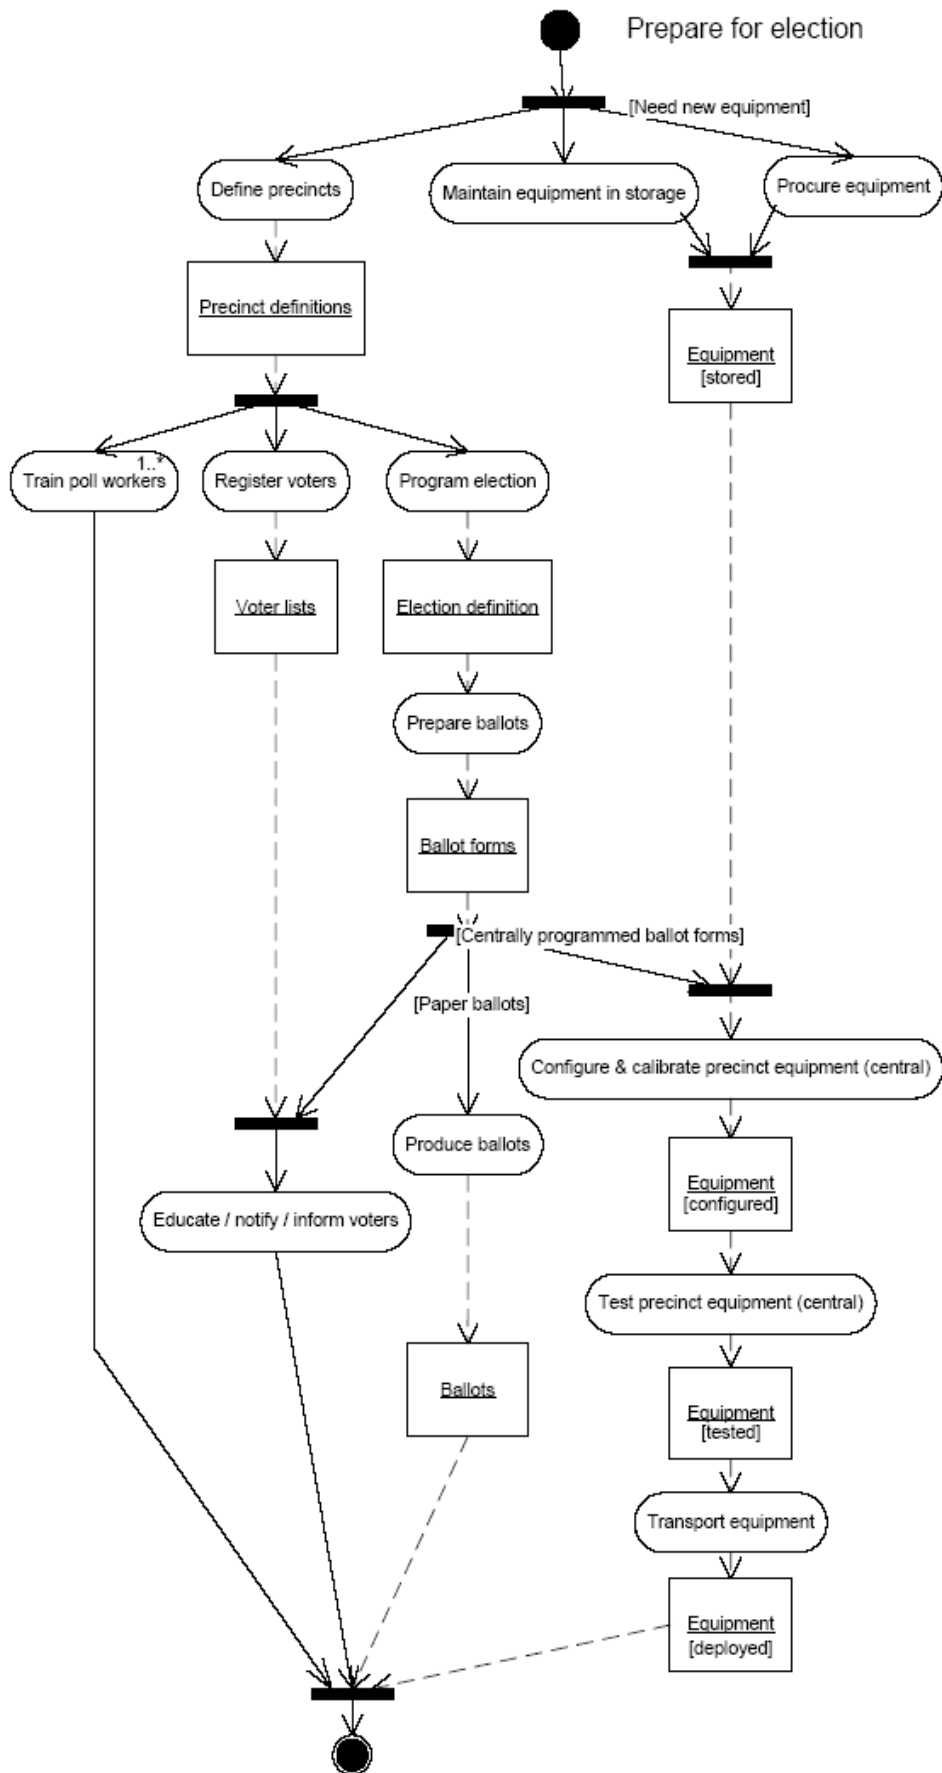 Prepare for election
[Need new equipment]
Define precincts
Maintain equipment in storage
Procure equipment
Precinct definitions
Equipment
[stored]
1..*
Train poll workers
Register voters
Program election
Voter lists
Election definition
Prepare ballots
Ballot forms
[Centrally programmed ballot forms]
[Paper ballots]
Configure & calibrate precinct equipment (central)
Produce ballots
Equipment
[configured]
Educate / notify / inform voters
Test precinct equipment (central)
Ballots
Equipment
[tested]
Transport equipment
Equipment
[deployed]